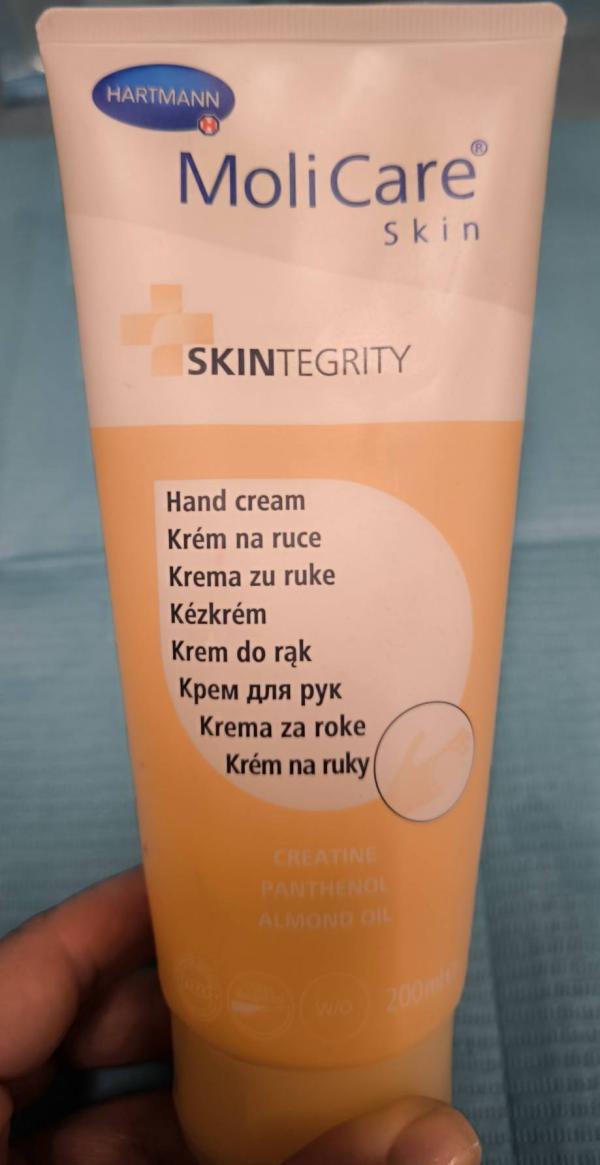 HARTMANN
MoliCare®
Skin
SKINTEGRITY
Hand cream
Krém na ruce
Krema zu ruke
Kézkrém
Krem do rąk
Крем для рук
Krema za roke
Krém na ruky
CREATINE
PANTHENOL
ALMOND OIL
W/O
200ml